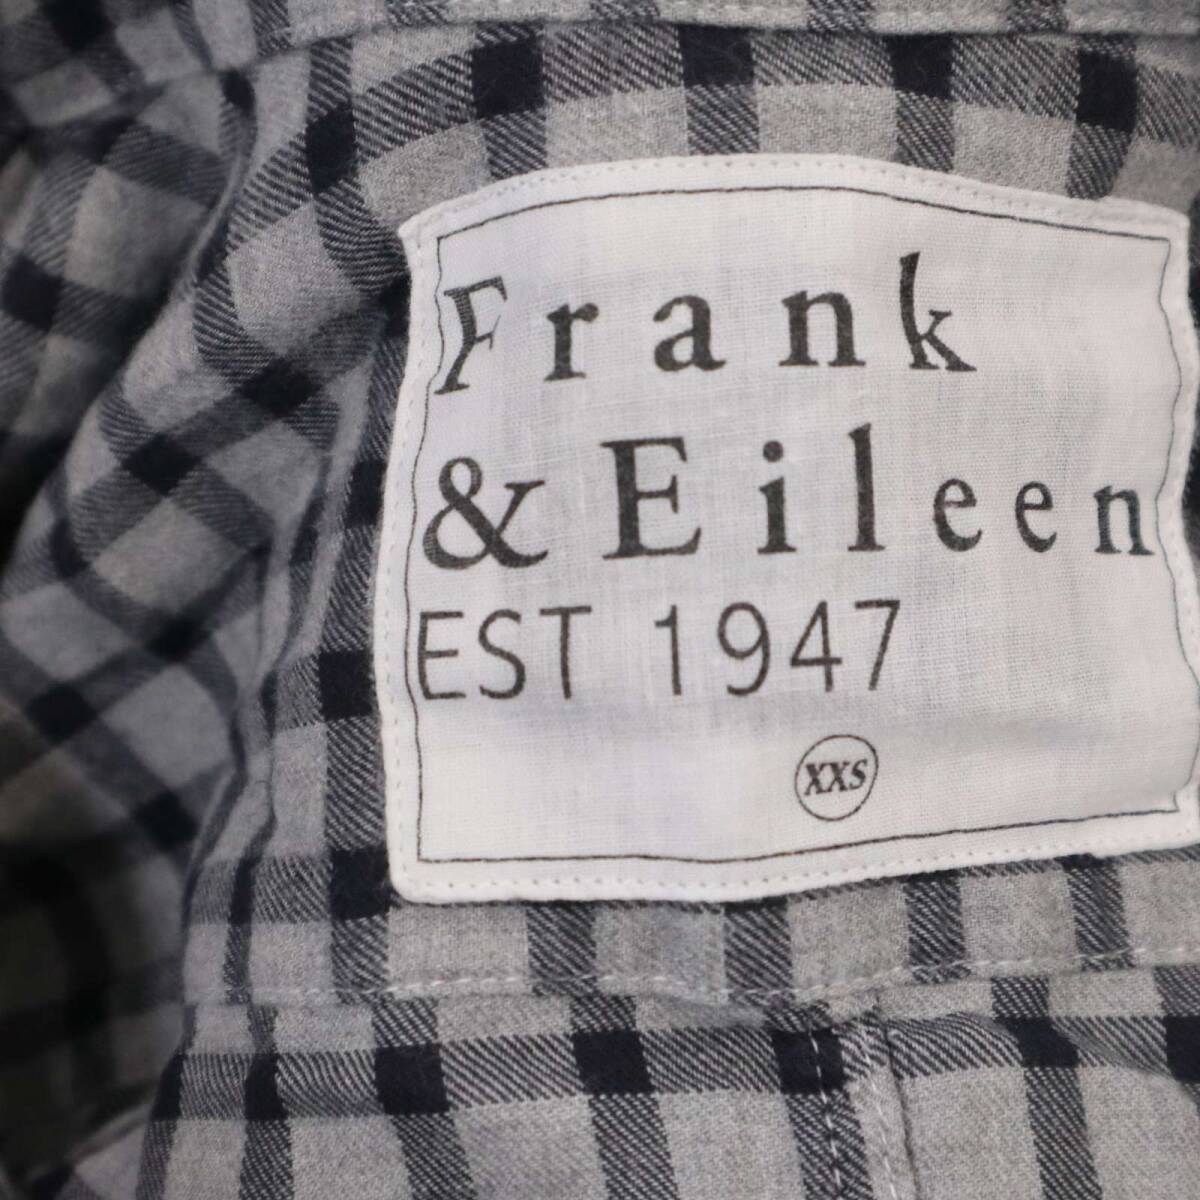 Frank
& Eileen
EST 1947
XXS